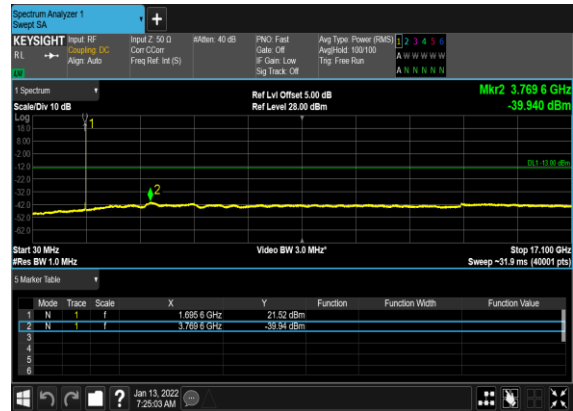 Spectrum Analyzer 1
Swept SA
KEYSIGHT Input: RF Input Z: 50 Ω #Atten: 40 dB PNO: Fast Avg Type: Power (RMS) 1 2 3 4 5 6
RL Coupling: DC Corr CCorr Gate: Off Avg|Hold: 100/100 A W W W W W
Align: Auto Freq Ref: Int (S) IF Gain: Low Trig: Free Run
LW Sig Track: Off A N N N N N
1 Spectrum Ref Lvl Offset 5.00 dB Mkr2 3.769 6 GHz
Scale/Div 10 dB Ref Level 28.00 dBm -39.940 dBm
Log
18.0
8.00
-2.00
-12.0
-22.0
-32.0
-42.0
-52.0
-62.0
1
2
DL1 -13.00 dBm
Start 30 MHz Video BW 3.0 MHz* Stop 17.100 GHz
#Res BW 1.0 MHz Sweep ~31.9 ms (40001 pts)
5 Marker Table
Mode Trace Scale X Y Function Function Width Function Value
1 N 1 f 1.695 6 GHz 21.52 dBm
2 N 1 f 3.769 6 GHz -39.94 dBm
3
4
5
6
Jan 13, 2022
7:25:03 AM